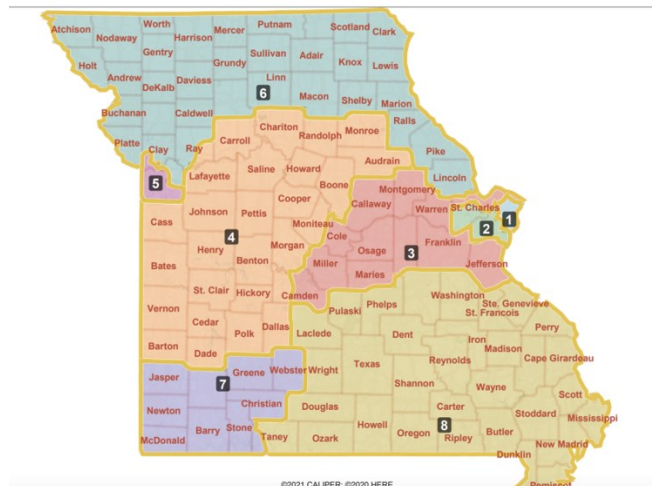 Atchison
Nodaway
Worth
Harrison
Mercer
Putnam
Scotland
Clark
Gentry
Sullivan
Adair
Knox
Lewis
Holt
Andrew
DeKalb
Daviess
Grundy
Linn
6
Macon
Shelby
Marion
Buchanan
Caldwell
Chariton
Ralls
Platte
Clay
Ray
Carroll
Randolph
Monroe
Pike
5
Lafayette
Saline
Howard
Audrain
Boone
Lincoln
Johnson
Pettis
Cooper
Callaway
Montgomery
Warren
St. Charles
1
2
Cass
4
Moniteau
Cole
Osage
3
Franklin
Henry
Morgan
Miller
Jefferson
Bates
Benton
Maries
St. Clair
Hickory
Camden
Washington
Ste. Genevieve
Vernon
Pulaski
Phelps
St. Francois
Cedar
Polk
Dallas
Laclede
Dent
Iron
Perry
Barton
Dade
Madison
Jasper
7
Greene
Webster
Wright
Texas
Reynolds
Cape Girardeau
Shannon
Wayne
Newton
Christian
Douglas
Carter
Scott
Barry
Stone
Howell
8
Stoddard
Mississippi
McDonald
Taney
Ozark
Oregon
Ripley
Butler
New Madrid
Dunklin
Pemiscot
©2021 CALIPER; ©2020 HERE